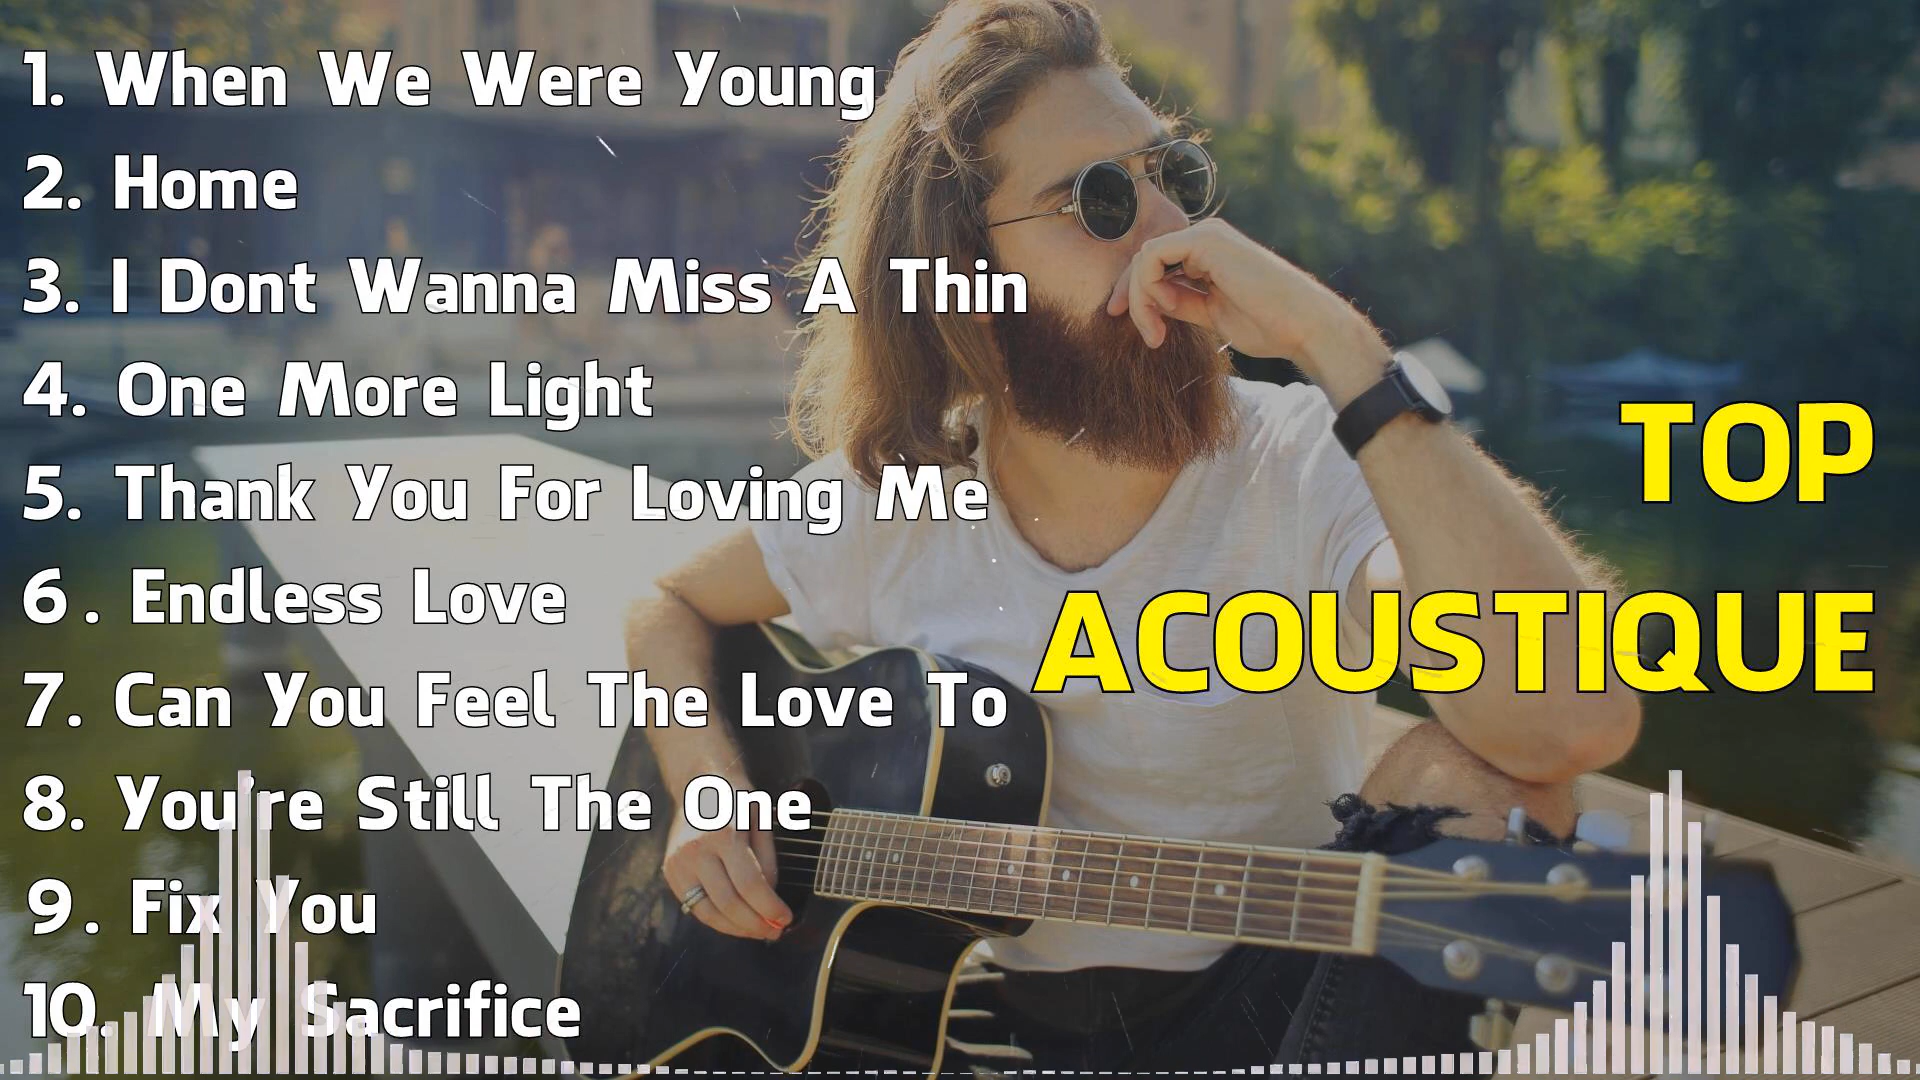 1. When We Were Young
2. Home
3. I Dont Wanna Miss A Thin
4. One More Light
5. Thank You For Loving Me
6. Endless Love
7. Can You Feel The Love To
8. You're Still The One
9. Fix You
10. My Sacrifice
TOP
ACOUSTIQUE